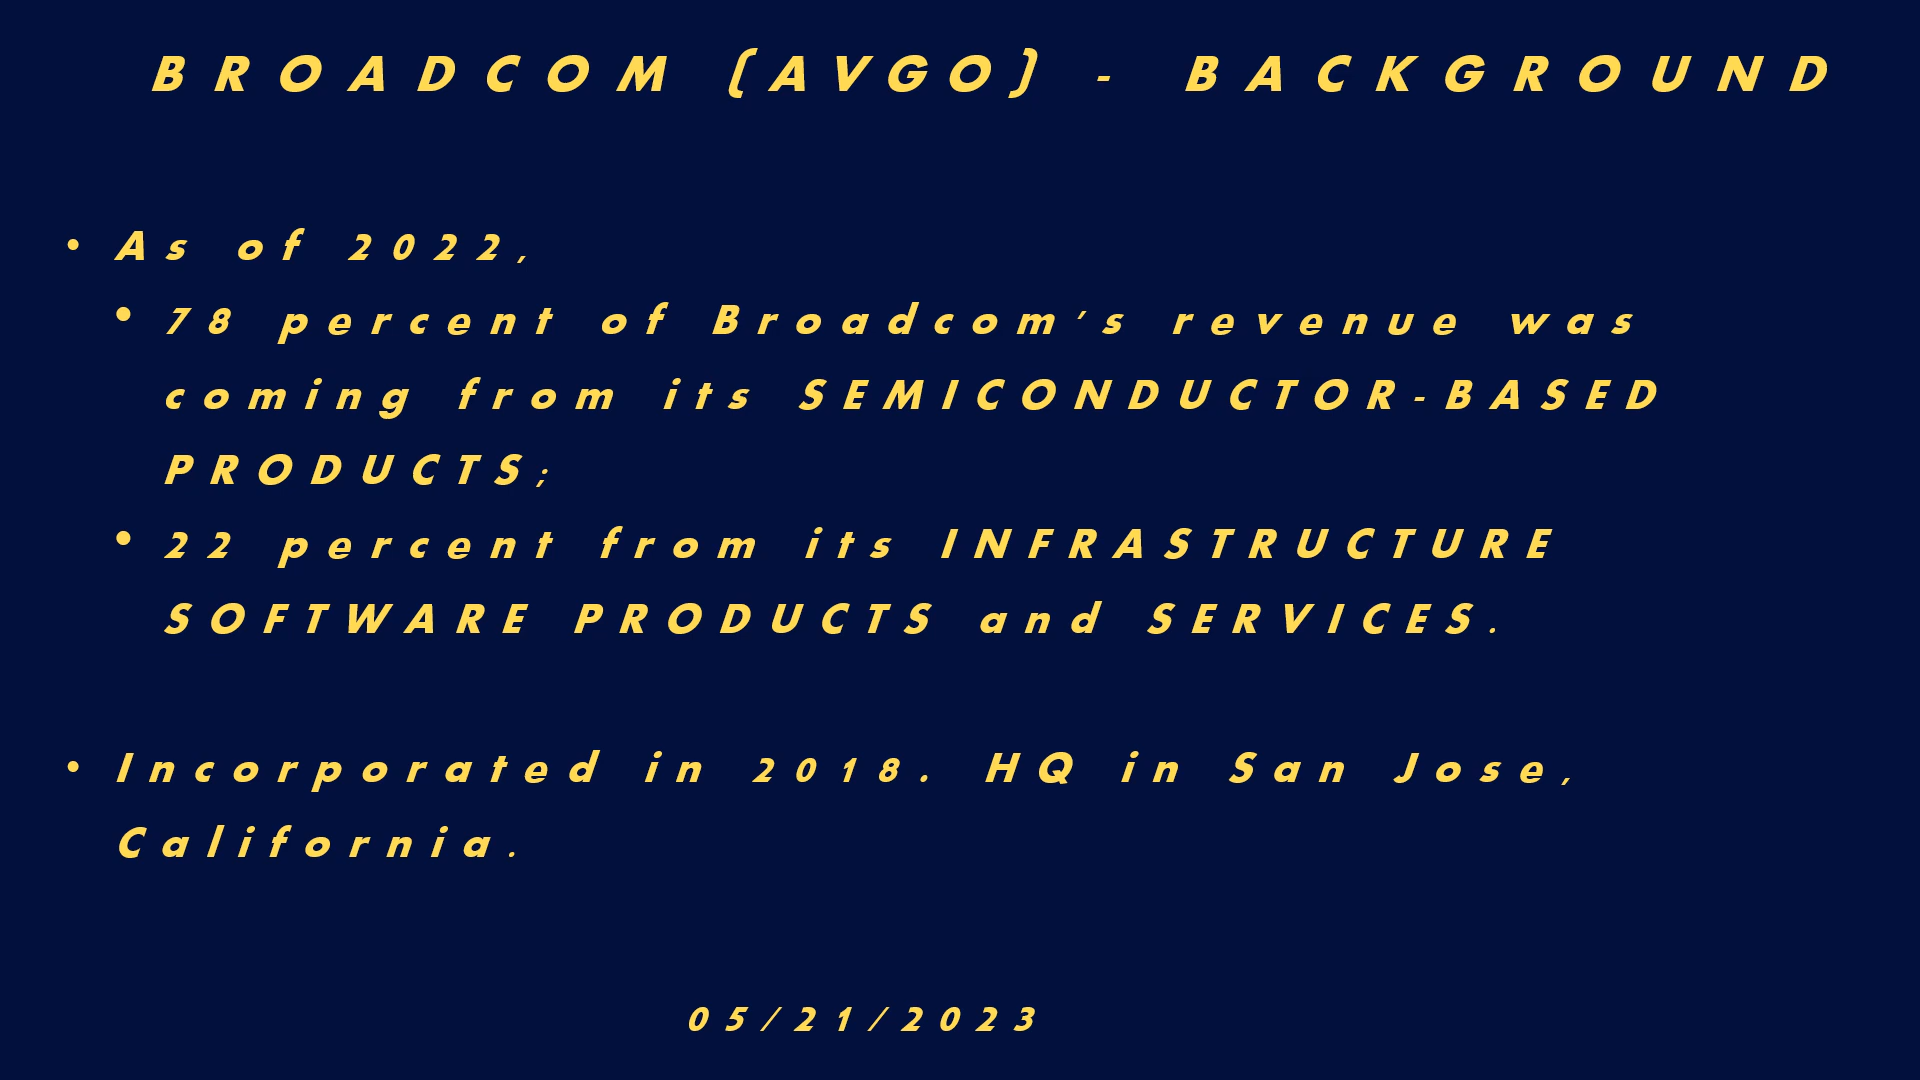 BROADCOM (AVGO) - BACKGROUND
• As of 2022,
• 78 percent of Broadcom's revenue was
coming from its SEMICONDUCTOR-BASED
PRODUCTS;
• 22 percent from its INFRASTRUCTURE
SOFTWARE PRODUCTS and SERVICES.
• Incorporated in 2018. HQ in San Jose,
California.
05/21/2023